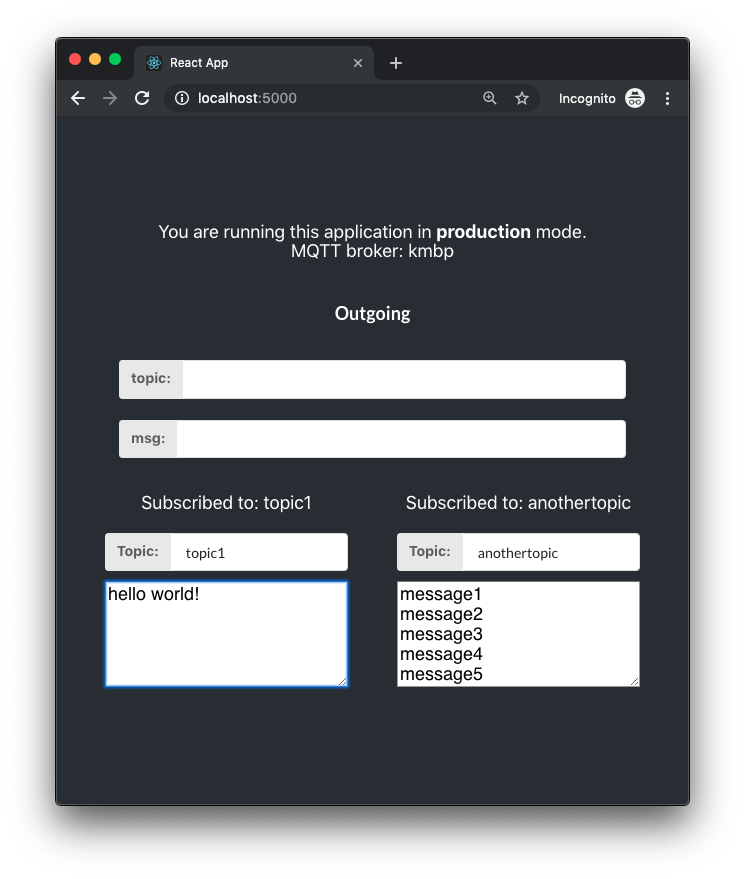 React App
localhost:5000
Incognito
You are running this application in production mode.
MQTT broker: kmbp
Outgoing
topic:
msg:
Subscribed to: topic1
Subscribed to: anothertopic
Topic: topic1
Topic: anothertopic
hello world!
message1
message2
message3
message4
message5